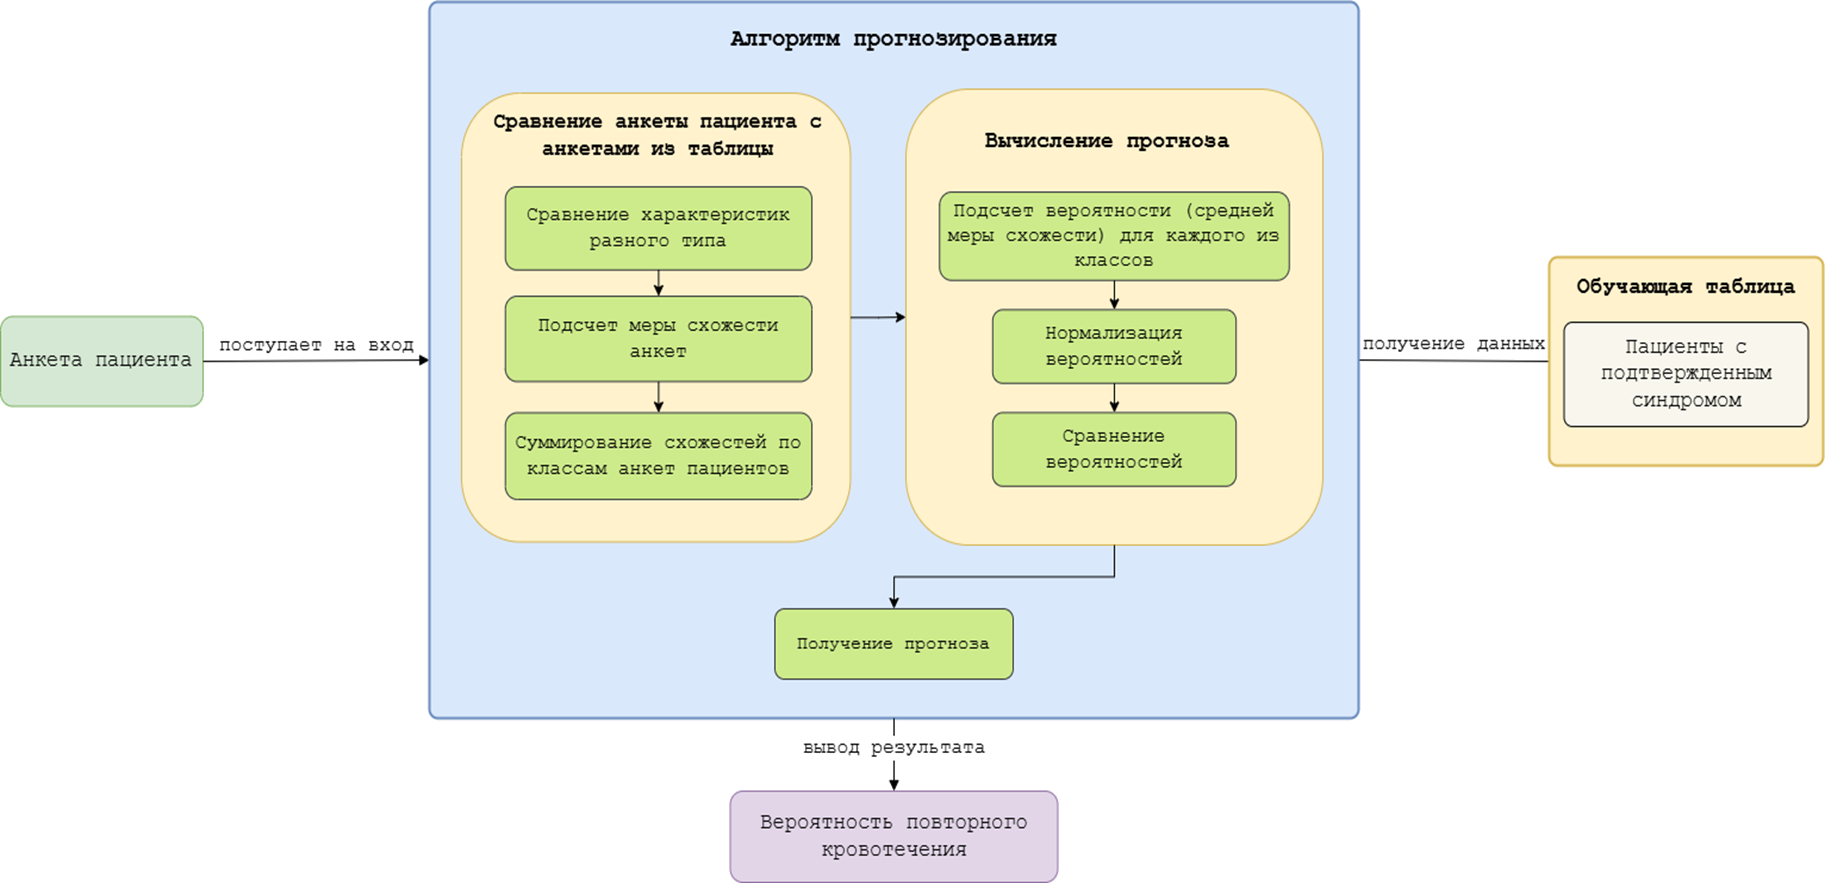 Алгоритм прогнозирования
Сравнение анкеты пациента с
анкетами из таблицы
Сравнение характеристик
разного типа
Подсчет меры схожести
анкет
Суммирование схожестей по
классам анкет пациентов
Вычисление прогноза
Подсчет вероятности (средней
меры схожести) для каждого из
классов
Нормализация
вероятностей
Сравнение
вероятностей
Получение прогноза
Анкета пациента
поступает на вход
получение данных
Обучающая таблица
Пациенты с
подтвержденным
синдромом
вывод результата
Вероятность повторного
кровотечения